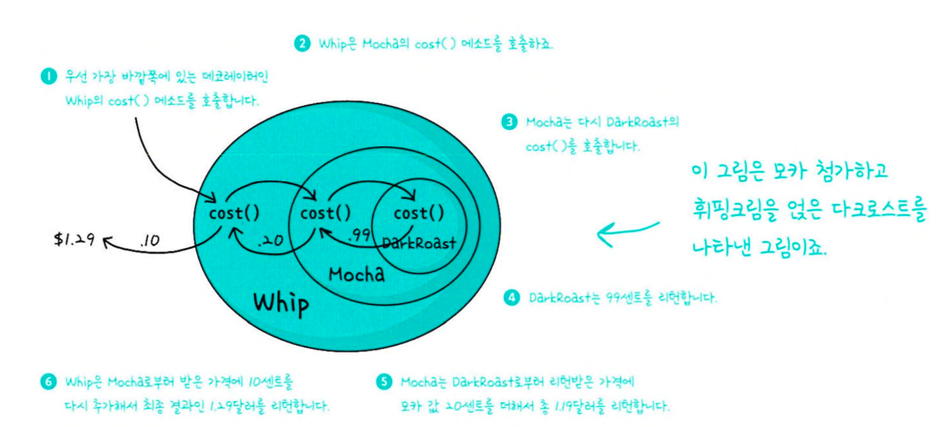 ❷ Whip은 Mocha의 cost( ) 메소드를 호출하죠.
❶ 우선 가장 바깥쪽에 있는 데코레이터인
Whip의 cost( ) 메소드를 호출합니다.
❸ Mocha는 다시 DarkRoast의
cost( )를 호출합니다.
이 그림은 모카 첨가하고
휘핑크림을 얹은 다크로스트를
나타낸 그림이죠.
cost() cost() cost()
$1.29 .10 .20 .99 DarkRoast
Mocha
Whip
❹ DarkRoast는 99센트를 리턴합니다.
❻ Whip은 Mocha로부터 받은 가격에 10센트를
다시 추가해서 최종 결과인 1.29달러를 리턴합니다.
❺ Mocha는 DarkRoast로부터 리턴받은 가격에
모카 값 20센트를 더해서 총 1.19달러를 리턴합니다.